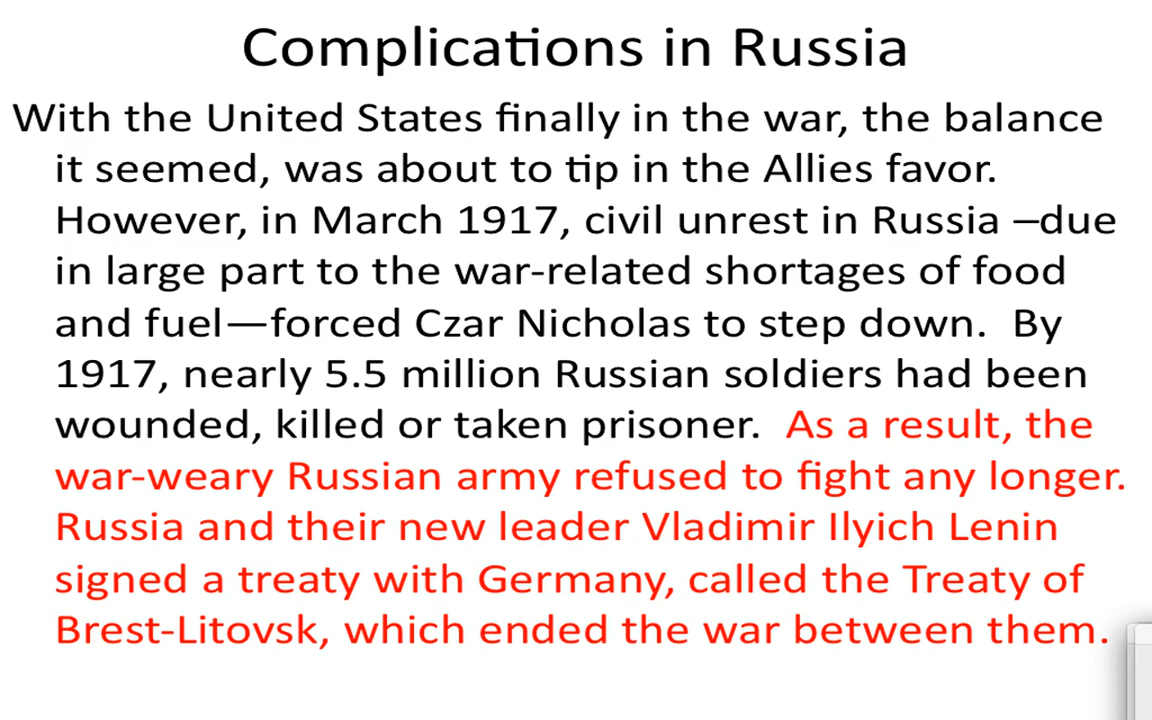 Complications in Russia
With the United States finally in the war, the balance
it seemed, was about to tip in the Allies favor.
However, in March 1917, civil unrest in Russia –due
in large part to the war-related shortages of food
and fuel—forced Czar Nicholas to step down.  By
1917, nearly 5.5 million Russian soldiers had been
wounded, killed or taken prisoner.  As a result, the
war-weary Russian army refused to fight any longer.
Russia and their new leader Vladimir Ilyich Lenin
signed a treaty with Germany, called the Treaty of
Brest-Litovsk, which ended the war between them.